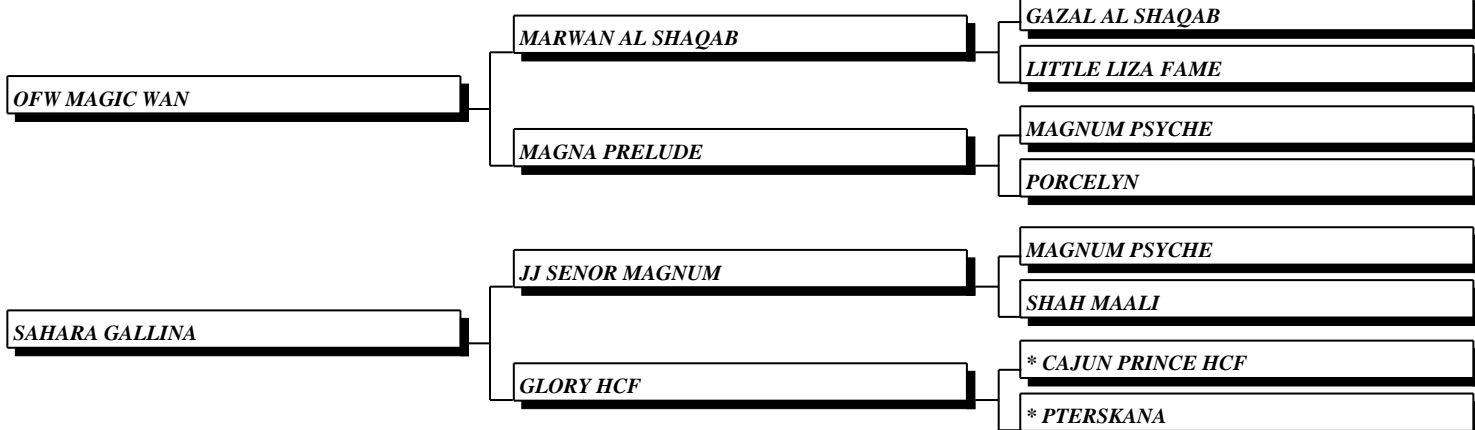 GAZAL AL SHAQAB
MARWAN AL SHAQAB
LITTLE LIZA FAME
OFW MAGIC WAN
MAGNUM PSYCHE
MAGNA PRELUDE
PORCELYN
MAGNUM PSYCHE
JJ SENOR MAGNUM
SHAH MAALI
SAHARA GALLINA
* CAJUN PRINCE HCF
GLORY HCF
* PTERSKANA